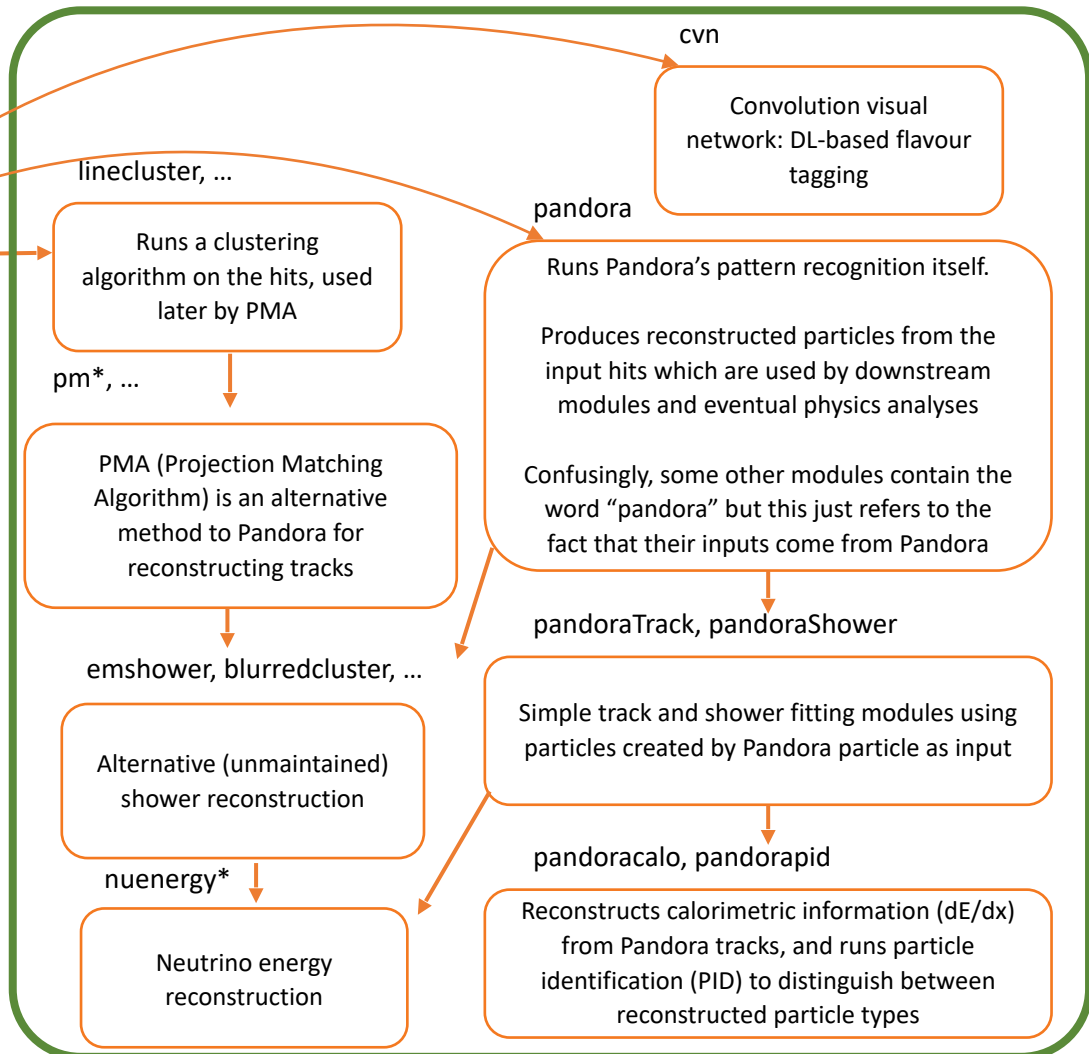 cvn
Convolution visual
network: DL-based flavour
tagging
linecluster, …
Runs a clustering
algorithm on the hits, used
later by PMA
pm*, …
PMA (Projection Matching
Algorithm) is an alternative
method to Pandora for
reconstructing tracks
emshower, blurredcluster, …
Alternative (unmaintained)
shower reconstruction
nuenergy*
Neutrino energy
reconstruction
pandora
Runs Pandora’s pattern recognition itself.
Produces reconstructed particles from the
input hits which are used by downstream
modules and eventual physics analyses
Confusingly, some other modules contain the
word “pandora” but this just refers to the
fact that their inputs come from Pandora
pandoraTrack, pandoraShower
Simple track and shower fitting modules using
particles created by Pandora particle as input
pandoracalo, pandorapid
Reconstructs calorimetric information (dE/dx)
from Pandora tracks, and runs particle
identification (PID) to distinguish between
reconstructed particle types